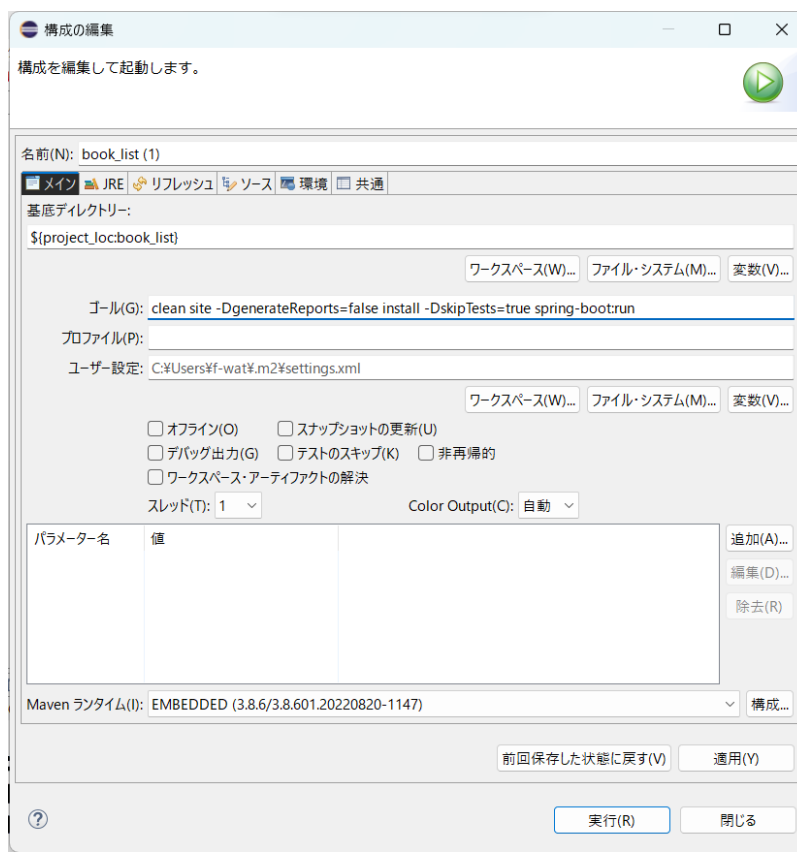 構成の編集
構成を編集して起動します。
名前(N): book_list (1)
メイン JRE リフレッシュ ソース 環境 共通
基底ディレクトリー:
${project_loc:book_list}
ワークスペース(W)... ファイル・システム(M)... 変数(V)...
ゴール(G): clean site -DgenerateReports=false install -DskipTests=true spring-boot:run
プロファイル(P):
ユーザー設定: C:¥Users¥f-wat¥.m2¥settings.xml
ワークスペース(W)... ファイル・システム(M)... 変数(V)...
オフライン(O) スナップショットの更新(U)
デバッグ出力(G) テストのスキップ(K) 非再帰的
ワークスペース・アーティファクトの解決
スレッド(T): 1 Color Output(C): 自動
パラメーター名 値 追加(A)...
編集(D)...
除去(R)
Maven ランタイム(I): EMBEDDED (3.8.6/3.8.601.20220820-1147) 構成...
前回保存した状態に戻す(V) 適用(Y)
? 実行(R) 閉じる